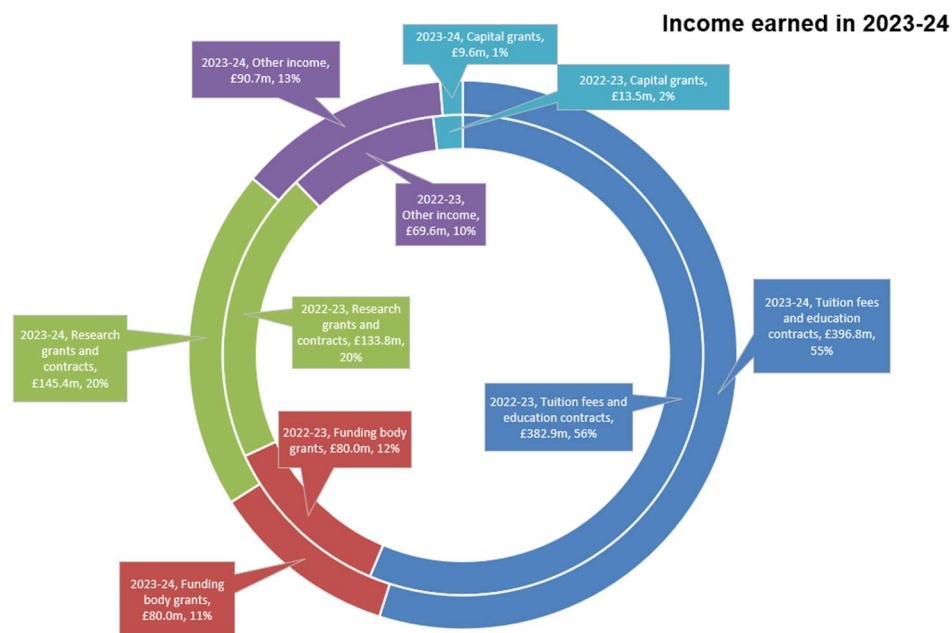 Income earned in 2023-24
2023-24, Capital grants,
£9.6m, 1%
2023-24, Other income,
£90.7m, 13%
2022-23, Capital grants,
£13.5m, 2%
2022-23,
Other income,
£69.6m, 10%
2023-24, Tuition fees
and education
contracts, £396.8m,
55%
2022-23, Research
grants and
contracts, £133.8m,
20%
2023-24, Research
grants and
contracts,
£145.4m, 20%
2022-23, Tuition fees and
education contracts,
£382.9m, 56%
2022-23, Funding body
grants, £80.0m, 12%
2023-24, Funding
body grants,
£80.0m, 11%